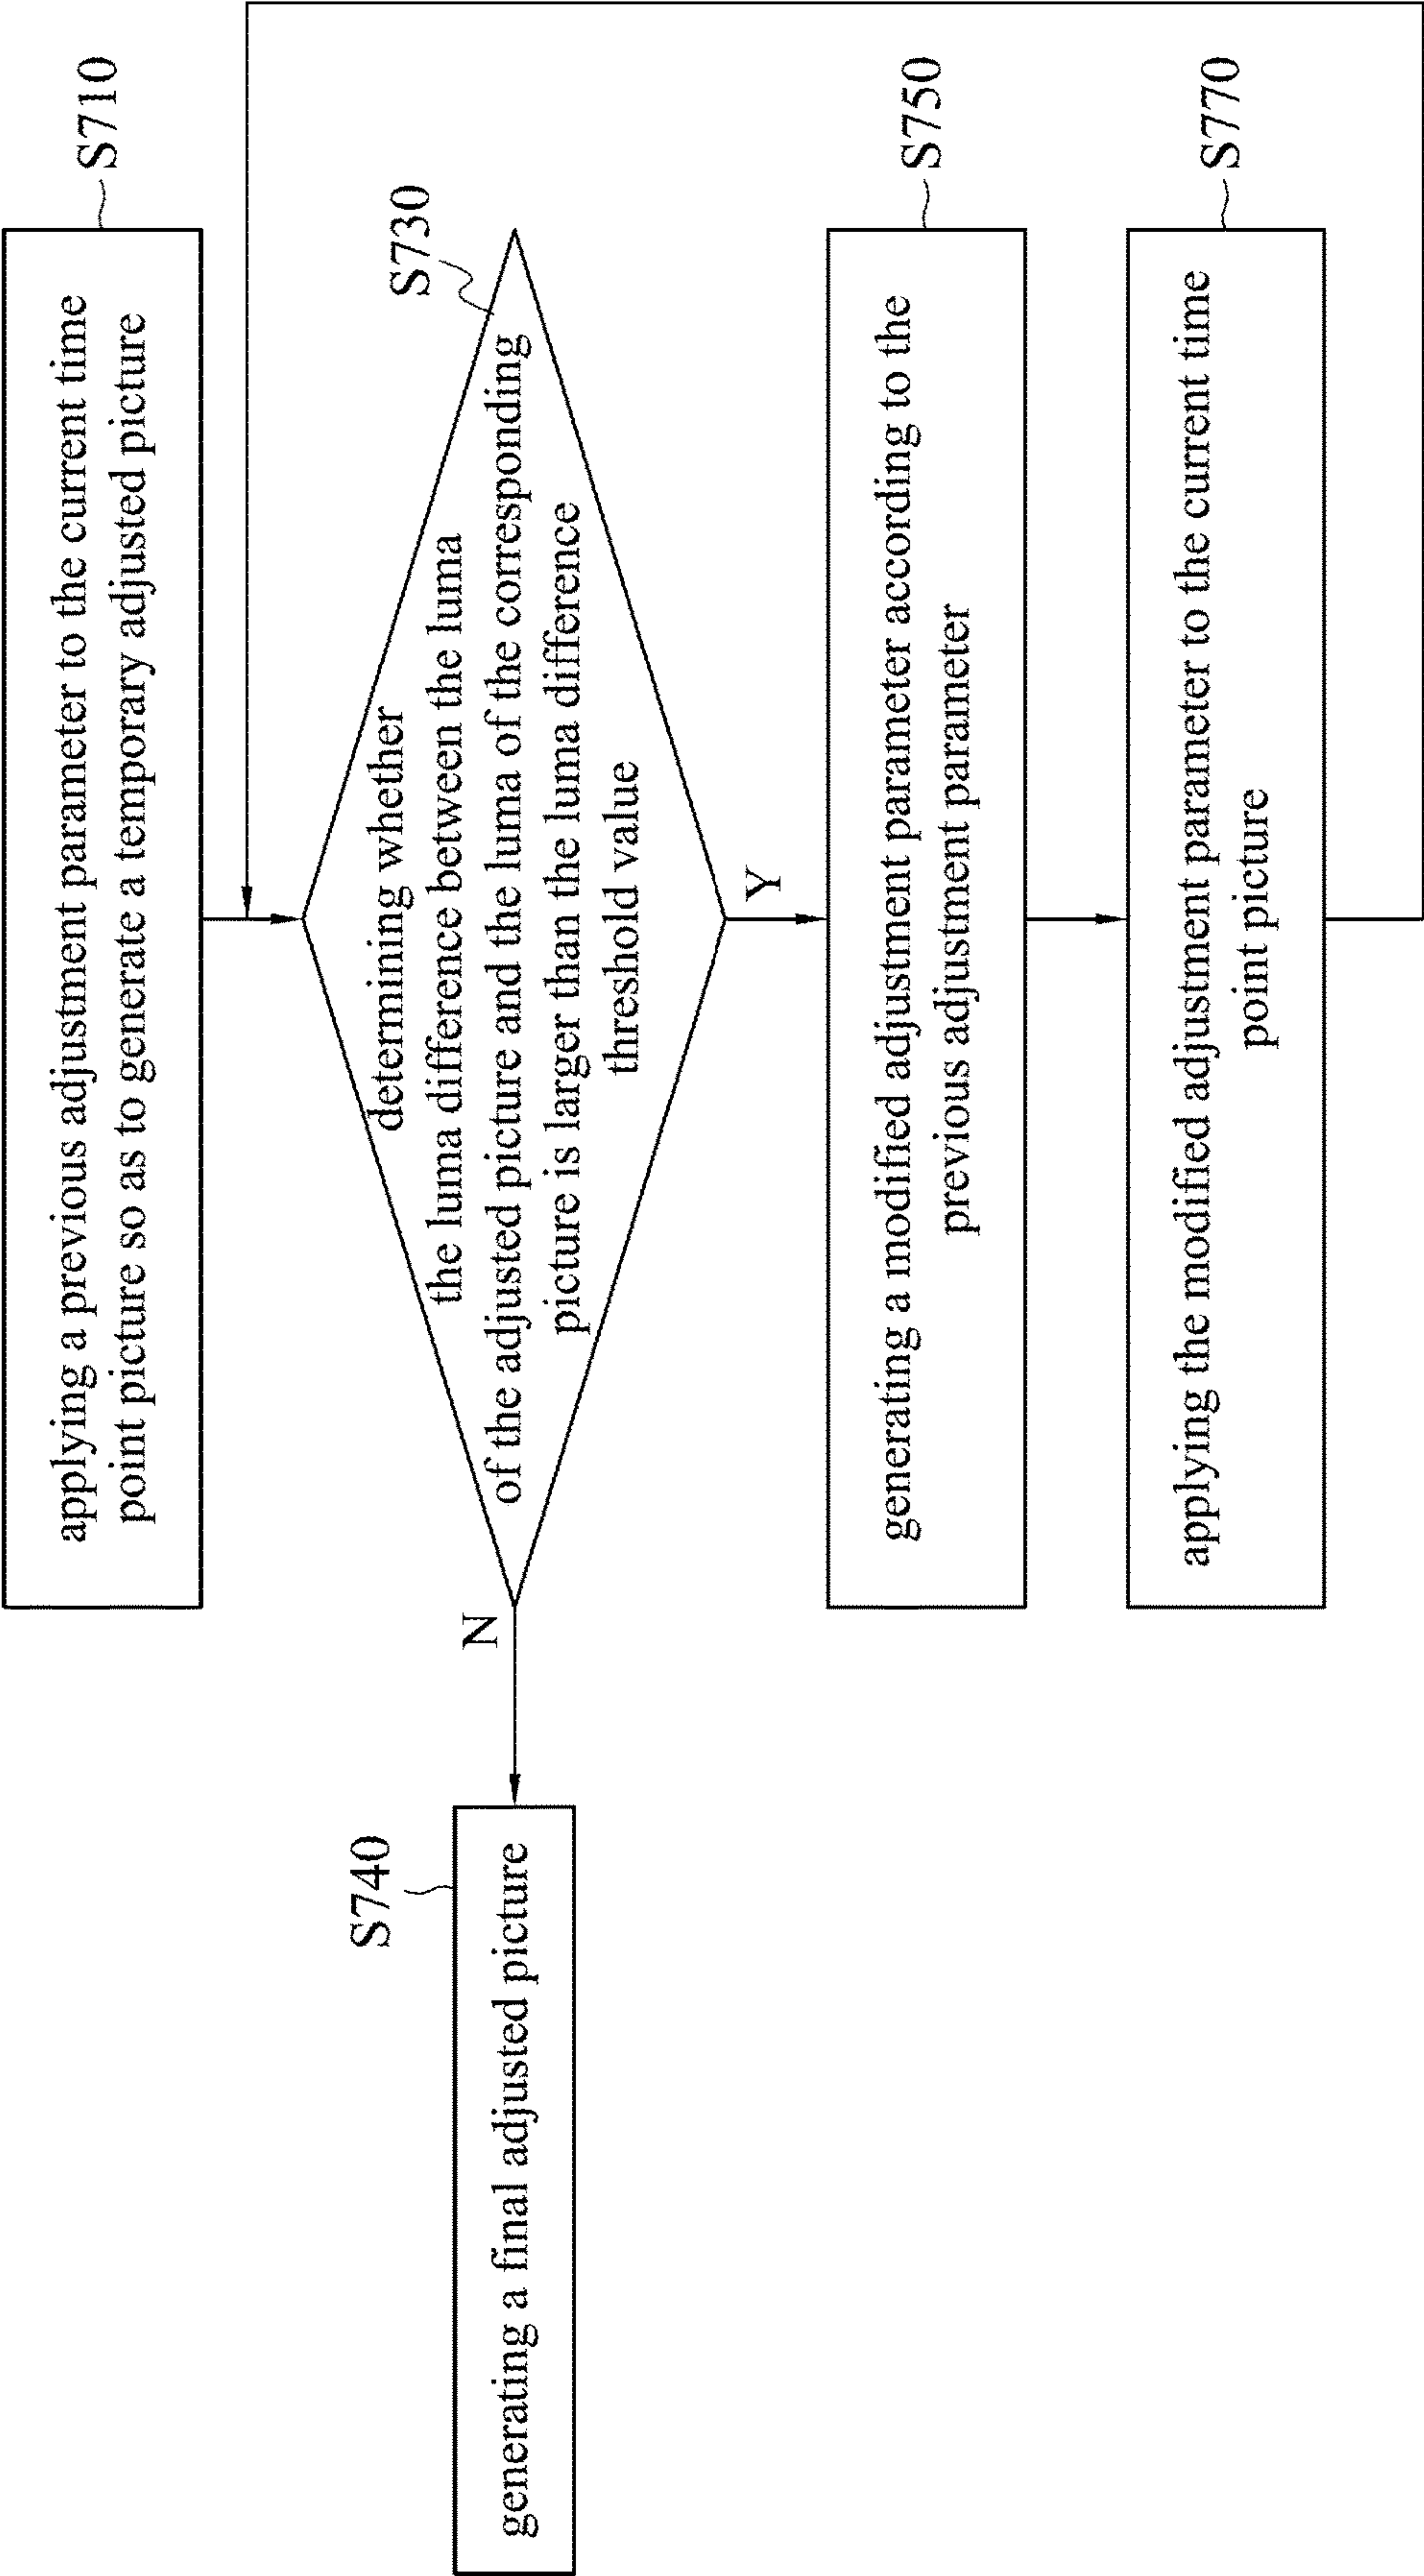 applying a previous adjustment parameter to the current time
point picture so as to generate a temporary adjusted picture
S710
determining whether
the luma difference between the luma
of the adjusted picture and the luma of the corresponding
picture is larger than the luma difference
threshold value
S730
N
generating a final adjusted picture
S740
Y
generating a modified adjustment parameter according to the
previous adjustment parameter
S750
applying the modified adjustment parameter to the current time
point picture
S770